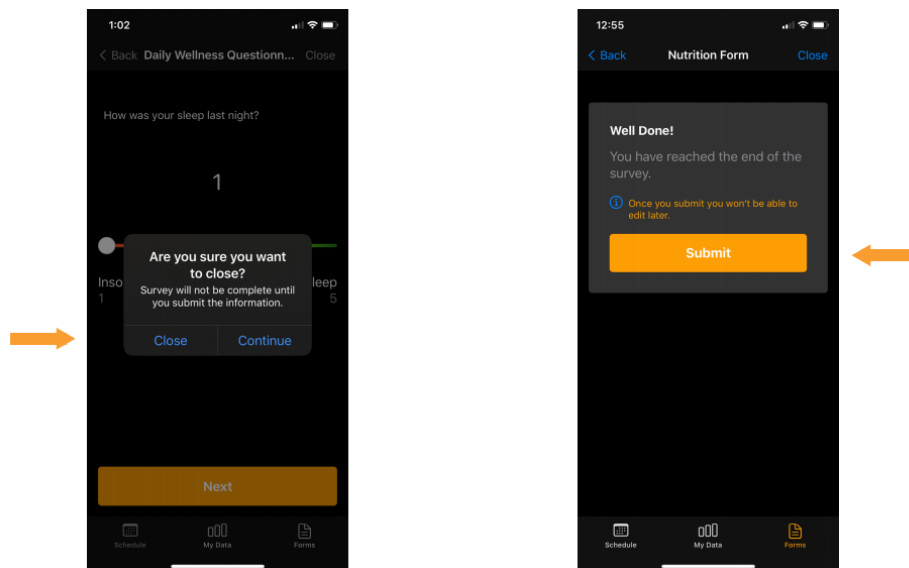 1:02
< Back Daily Wellness Questionn... Close
How was your sleep last night?
1
Are you sure you want
to close?
Survey will not be complete until
you submit the information.
Inso
leep
1
5
Close Continue
Next
Schedule My Data Forms
12:55
< Back Nutrition Form Close
Well Done!
You have reached the end of the
survey.
Once you submit you won't be able to
edit later.
Submit
Schedule My Data Forms